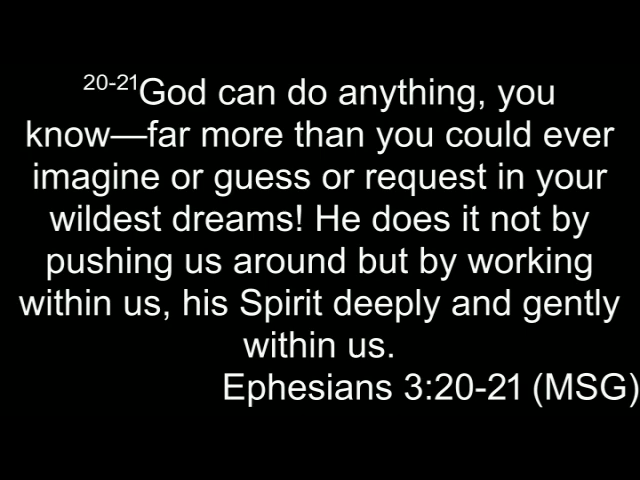 20-21God can do anything, you
know—far more than you could ever
imagine or guess or request in your
wildest dreams! He does it not by
pushing us around but by working
within us, his Spirit deeply and gently
within us.
Ephesians 3:20-21 (MSG)